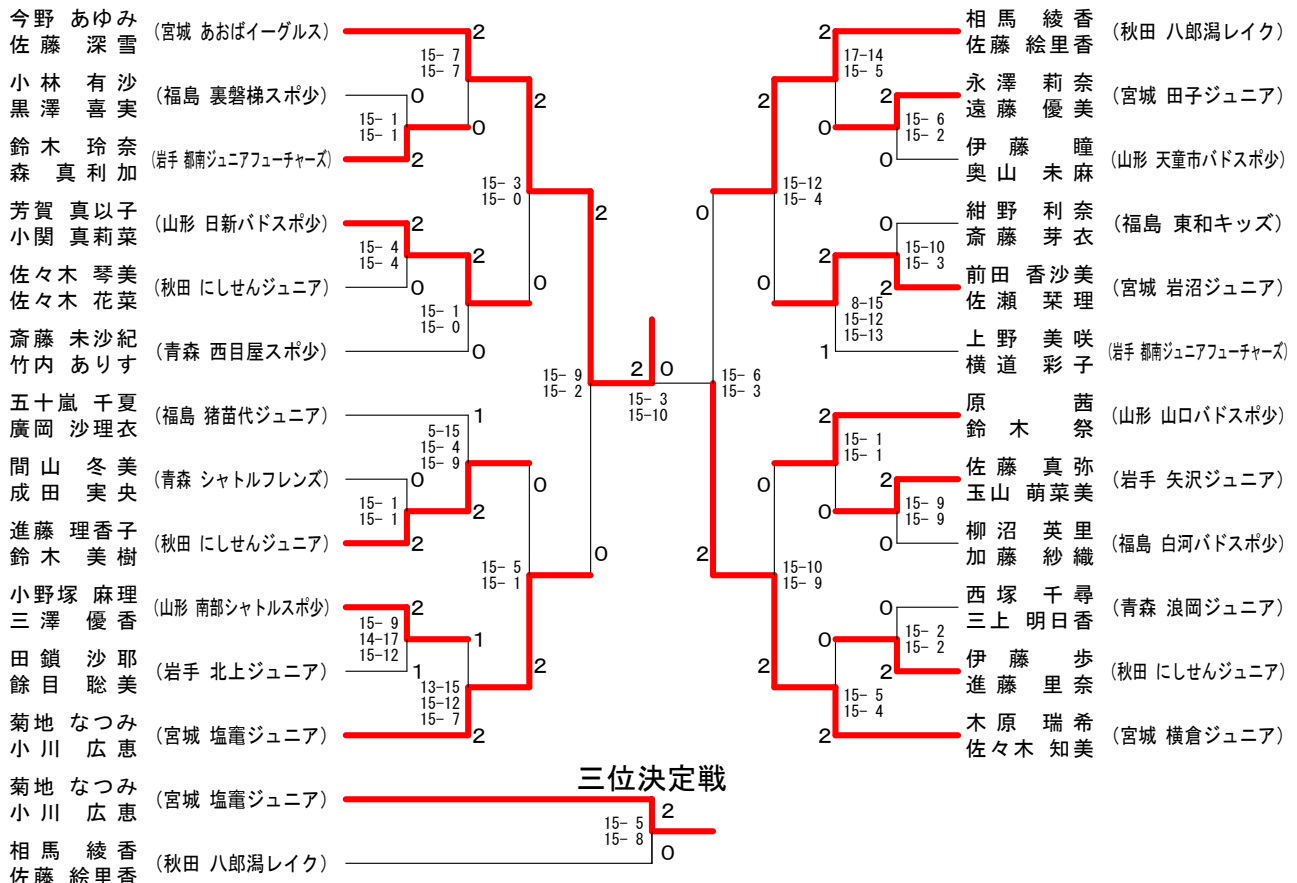 今野 あゆみ
佐藤 深雪
(宮城 あおばイーグルス)
2
15- 7
15- 7
小林 有沙
黒澤 喜実
(福島 裏磐梯スポ少)
0
15- 1
15- 1
0
鈴木 玲奈
森 真利加
(岩手 都南ジュニアフューチャーズ)
2
2
15- 3
15- 0
芳賀 真以子
小関 真莉菜
(山形 日新バドスポ少)
2
15- 4
15- 4
2
佐々木 琴美
佐々木 花菜
(秋田 にしせんジュニア)
0
0
15- 1
15- 0
斎藤 未沙紀
竹内 ありす
(青森 西目屋スポ少)
0
2
15- 9
15- 2
五十嵐 千夏
廣岡 沙理衣
(福島 猪苗代ジュニア)
1
5-15
15- 4
15- 9
間山 冬美
成田 実央
(青森 シャトルフレンズ)
0
15- 1
15- 1
2
進藤 理香子
鈴木 美樹
(秋田 にしせんジュニア)
2
0
0
15- 5
15- 1
小野塚 麻理
三澤 優香
(山形 南部シャトルスポ少)
2
15- 9
14-17
15-12
1
田鎖 沙耶
餘目 聡美
(岩手 北上ジュニア)
1
2
13-15
15-12
15- 7
菊地 なつみ
小川 広恵
(宮城 塩竈ジュニア)
2
2 0
15- 3
15-10
相馬 綾香
佐藤 絵里香
(秋田 八郎潟レイク)
2
17-14
15- 5
永澤 莉奈
遠藤 優美
(宮城 田子ジュニア)
2
2
15- 6
15- 2
0
伊藤 瞳
奥山 未麻
(山形 天童市バドスポ少)
0
0
15-12
15- 4
紺野 利奈
斎藤 芽衣
(福島 東和キッズ)
0
15-10
15- 3
2
前田 香沙美
佐瀬 栞理
(宮城 岩沼ジュニア)
2
0
8-15
15-12
15-13
上野 美咲
横道 彩子
(岩手 都南ジュニアフューチャーズ)
1
15- 6
15- 3
原 茜
鈴木 祭
(山形 山口バドスポ少)
2
15- 1
15- 1
佐藤 真弥
玉山 萌菜美
(岩手 矢沢ジュニア)
2
0
15- 9
15- 9
0
柳沼 英里
加藤 紗織
(福島 白河バドスポ少)
0
2
15-10
15- 9
西塚 千尋
三上 明日香
(青森 浪岡ジュニア)
0
15- 2
15- 2
0
伊藤 歩
進藤 里奈
(秋田 にしせんジュニア)
2
2
15- 5
15- 4
木原 瑞希
佐々木 知美
(宮城 横倉ジュニア)
2
三位決定戦
菊地 なつみ
小川 広恵
(宮城 塩竈ジュニア)
2
15- 5
15- 8
相馬 綾香
佐藤 絵里香
(秋田 八郎潟レイク)
0